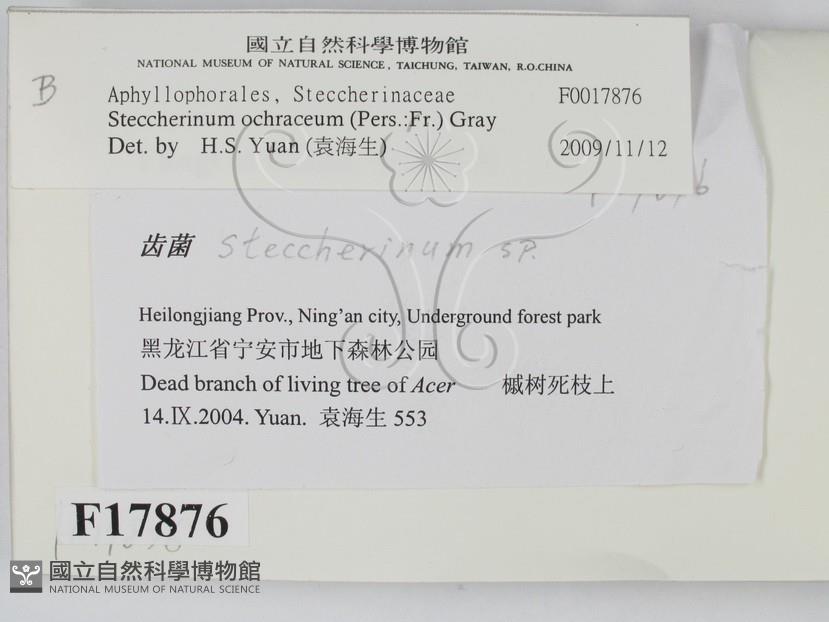 國立自然科學博物館
NATIONAL MUSEUM OF NATURAL SCIENCE, TAICHUNG, TAIWAN, R.O.CHINA
B
Aphyllophorales, Steccherinaceae F0017876
Steccherinum ochraceum (Pers.:Fr.) Gray
Det. by H.S. Yuan (袁海生) 2009/11/12
齿菌 Steccherinum sp.
Heilongjiang Prov., Ning'an city, Underground forest park
黑龙江省宁安市地下森林公园
Dead branch of living tree of Acer 槭树死枝上
14.Ⅸ.2004. Yuan. 袁海生 553
F17876
國立自然科學博物館
NATIONAL MUSEUM OF NATURAL SCIENCE